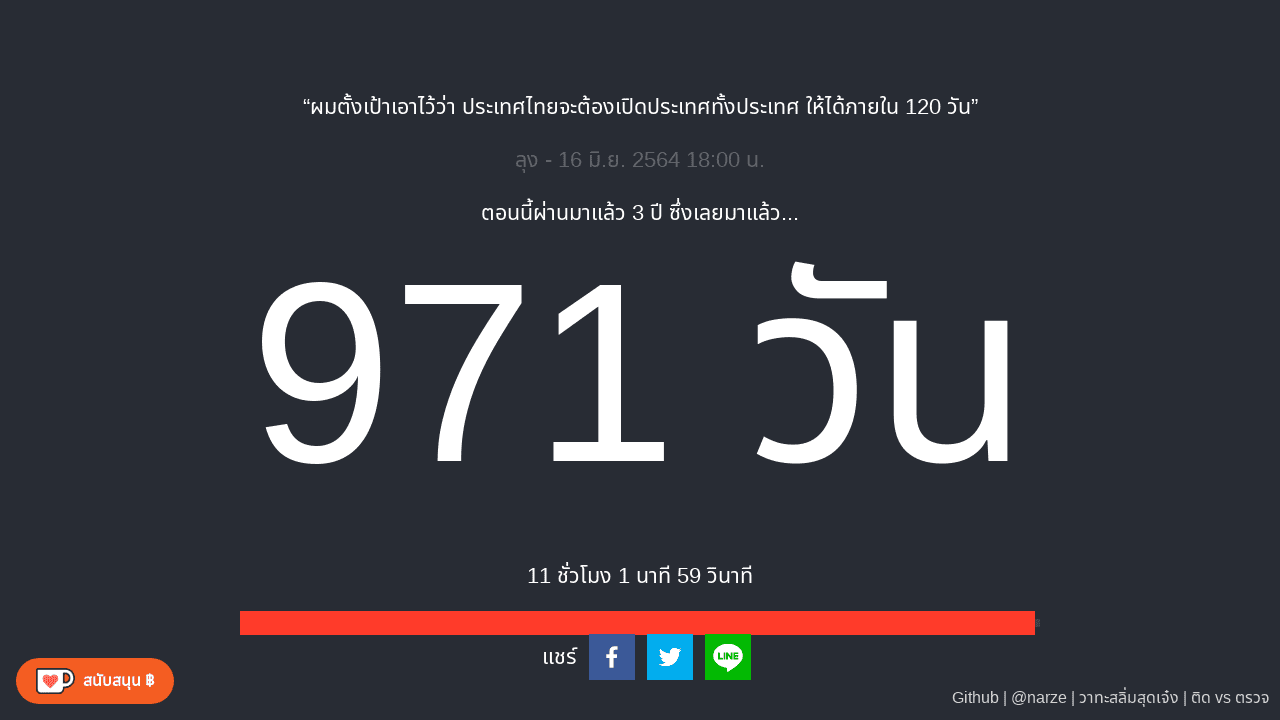 “ผมตั้งเป้าเอาไว้ว่า ประเทศไทยจะต้องเปิดประเทศทั้งประเทศ ให้ได้ภายใน 120 วัน”
ลุง - 16 มิ.ย. 2564 18:00 น.
ตอนนี้ผ่านมาแล้ว 3 ปี ซึ่งเลยมาแล้ว...
971 วัน
11 ชั่วโมง 1 นาที 59 วินาที
แชร์ LINE
สนับสนุน ฿
Github | @narze | วาทะสลิ่มสุดเจ๋ง | ติด vs ตรวจ